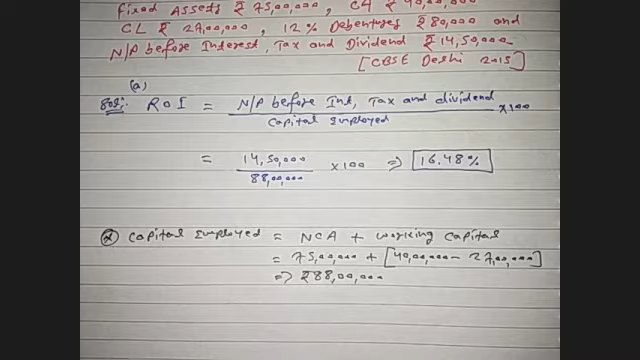 Fixed Assets ₹ 75,00,000, CA ₹ 40,00,000
CL ₹ 27,00,000, 12% Debentures ₹ 80,000 and
N/P before Interest, Tax and Dividend ₹ 14,50,000
[CBSE Delhi 2015]
(a)
Soln: ROI = N/P before Int, Tax and dividend / Capital Employed × 100
= 14,50,000 / 88,00,000 × 100 ⇒ 16.48%
Capital Employed = NCA + Working Capital
= 75,00,000 + [40,00,000 - 27,00,000]
⇒ ₹88,00,000